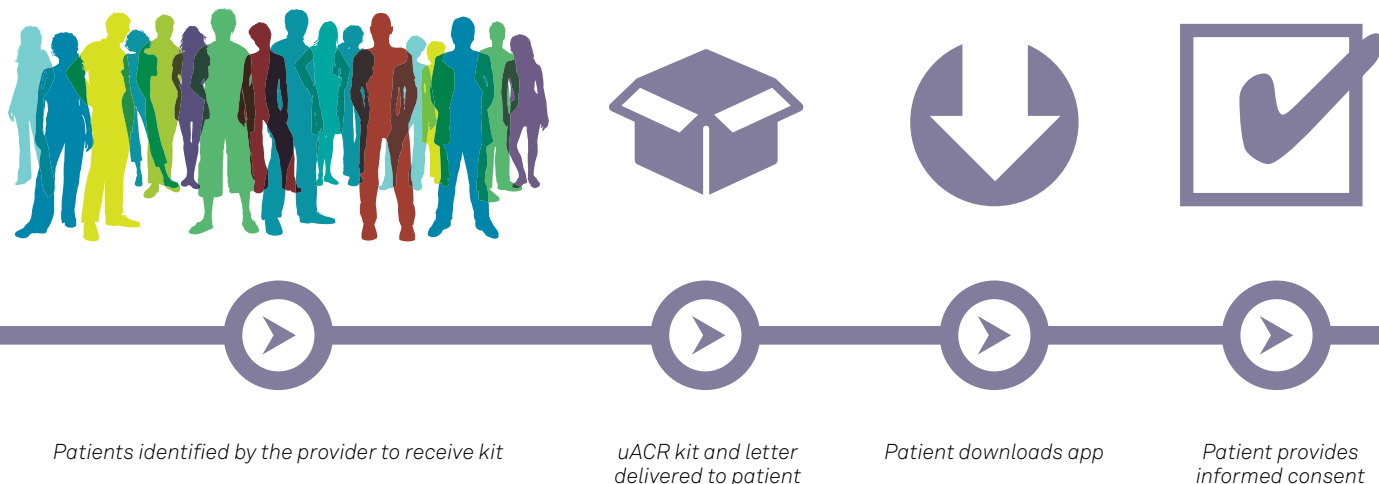 Patients identified by the provider to receive kit
uACR kit and letter
delivered to patient
Patient downloads app
Patient provides
informed consent